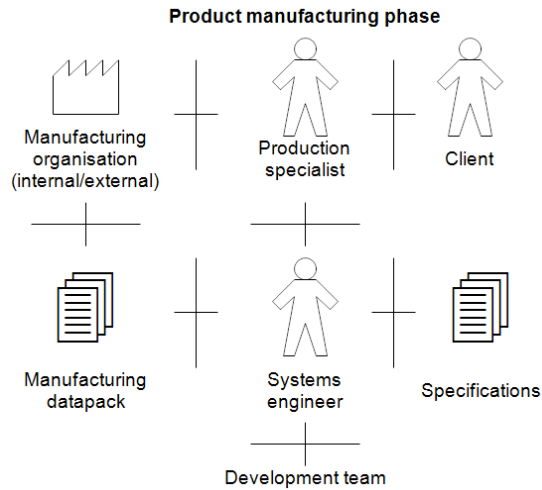 Product manufacturing phase
Manufacturing
organisation
(internal/external)
Production
specialist
Client
Manufacturing
datapack
Systems
engineer
Specifications
Development team